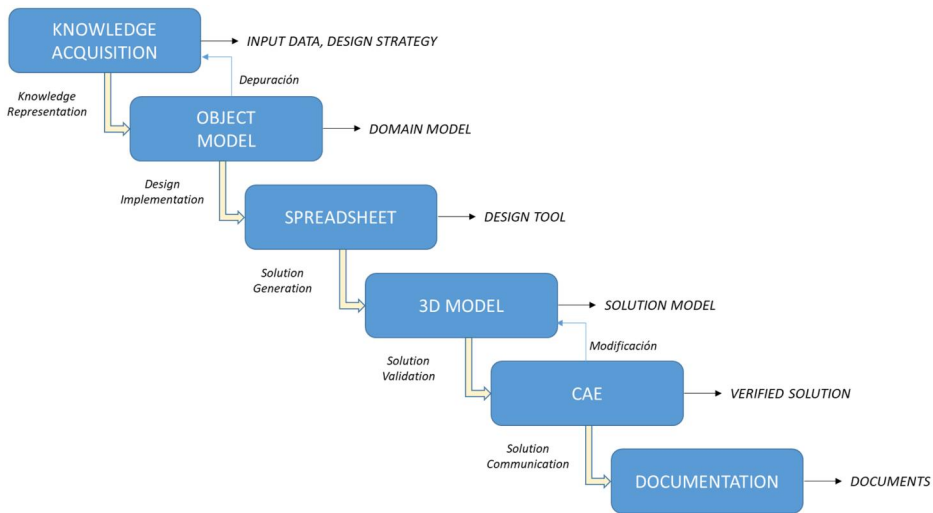 KNOWLEDGE
ACQUISITION
INPUT DATA, DESIGN STRATEGY
Depuración
Knowledge
Representation
OBJECT
MODEL
DOMAIN MODEL
Design
Implementation
SPREADSHEET
DESIGN TOOL
Solution
Generation
3D MODEL
SOLUTION MODEL
Modificación
Solution
Validation
CAE
VERIFIED SOLUTION
Solution
Communication
DOCUMENTATION
DOCUMENTS